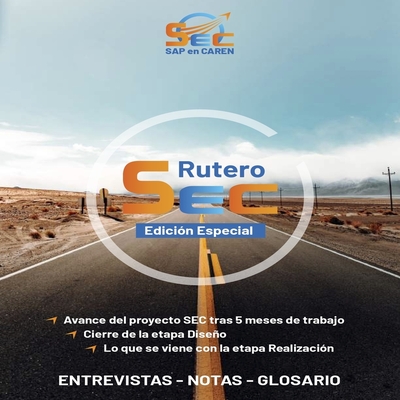 SEC
SAP en CAREN
Rutero
SEC
Edición Especial
Avance del proyecto SEC tras 5 meses de trabajo
Cierre de la etapa Diseño
Lo que se viene con la etapa Realización
ENTREVISTAS - NOTAS - GLOSARIO